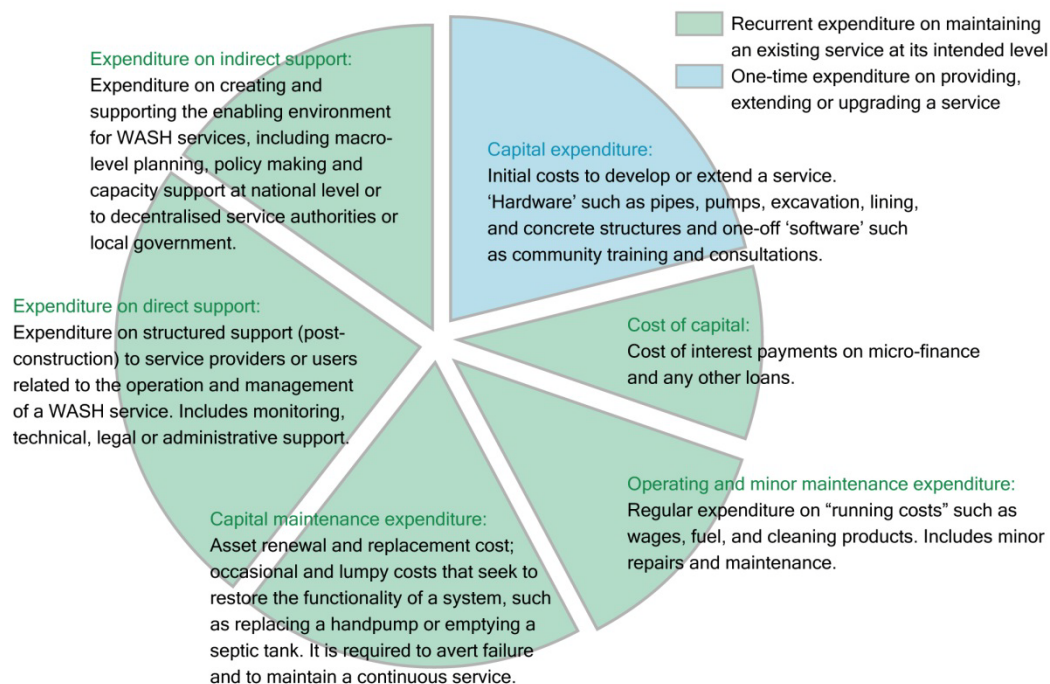 Recurrent expenditure on maintaining
an existing service at its intended level
One-time expenditure on providing,
extending or upgrading a service
Expenditure on indirect support:
Expenditure on creating and
supporting the enabling environment
for WASH services, including macro-
level planning, policy making and
capacity support at national level or
to decentralised service authorities or
local government.
Capital expenditure:
Initial costs to develop or extend a service.
‘Hardware’ such as pipes, pumps, excavation, lining,
and concrete structures and one-off ‘software’ such
as community training and consultations.
Expenditure on direct support:
Expenditure on structured support (post-
construction) to service providers or users
related to the operation and management
of a WASH service. Includes monitoring,
technical, legal or administrative support.
Cost of capital:
Cost of interest payments on micro-finance
and any other loans.
Capital maintenance expenditure:
Asset renewal and replacement cost;
occasional and lumpy costs that seek to
restore the functionality of a system, such
as replacing a handpump or emptying a
septic tank. It is required to avert failure
and to maintain a continuous service.
Operating and minor maintenance expenditure:
Regular expenditure on “running costs” such as
wages, fuel, and cleaning products. Includes minor
repairs and maintenance.